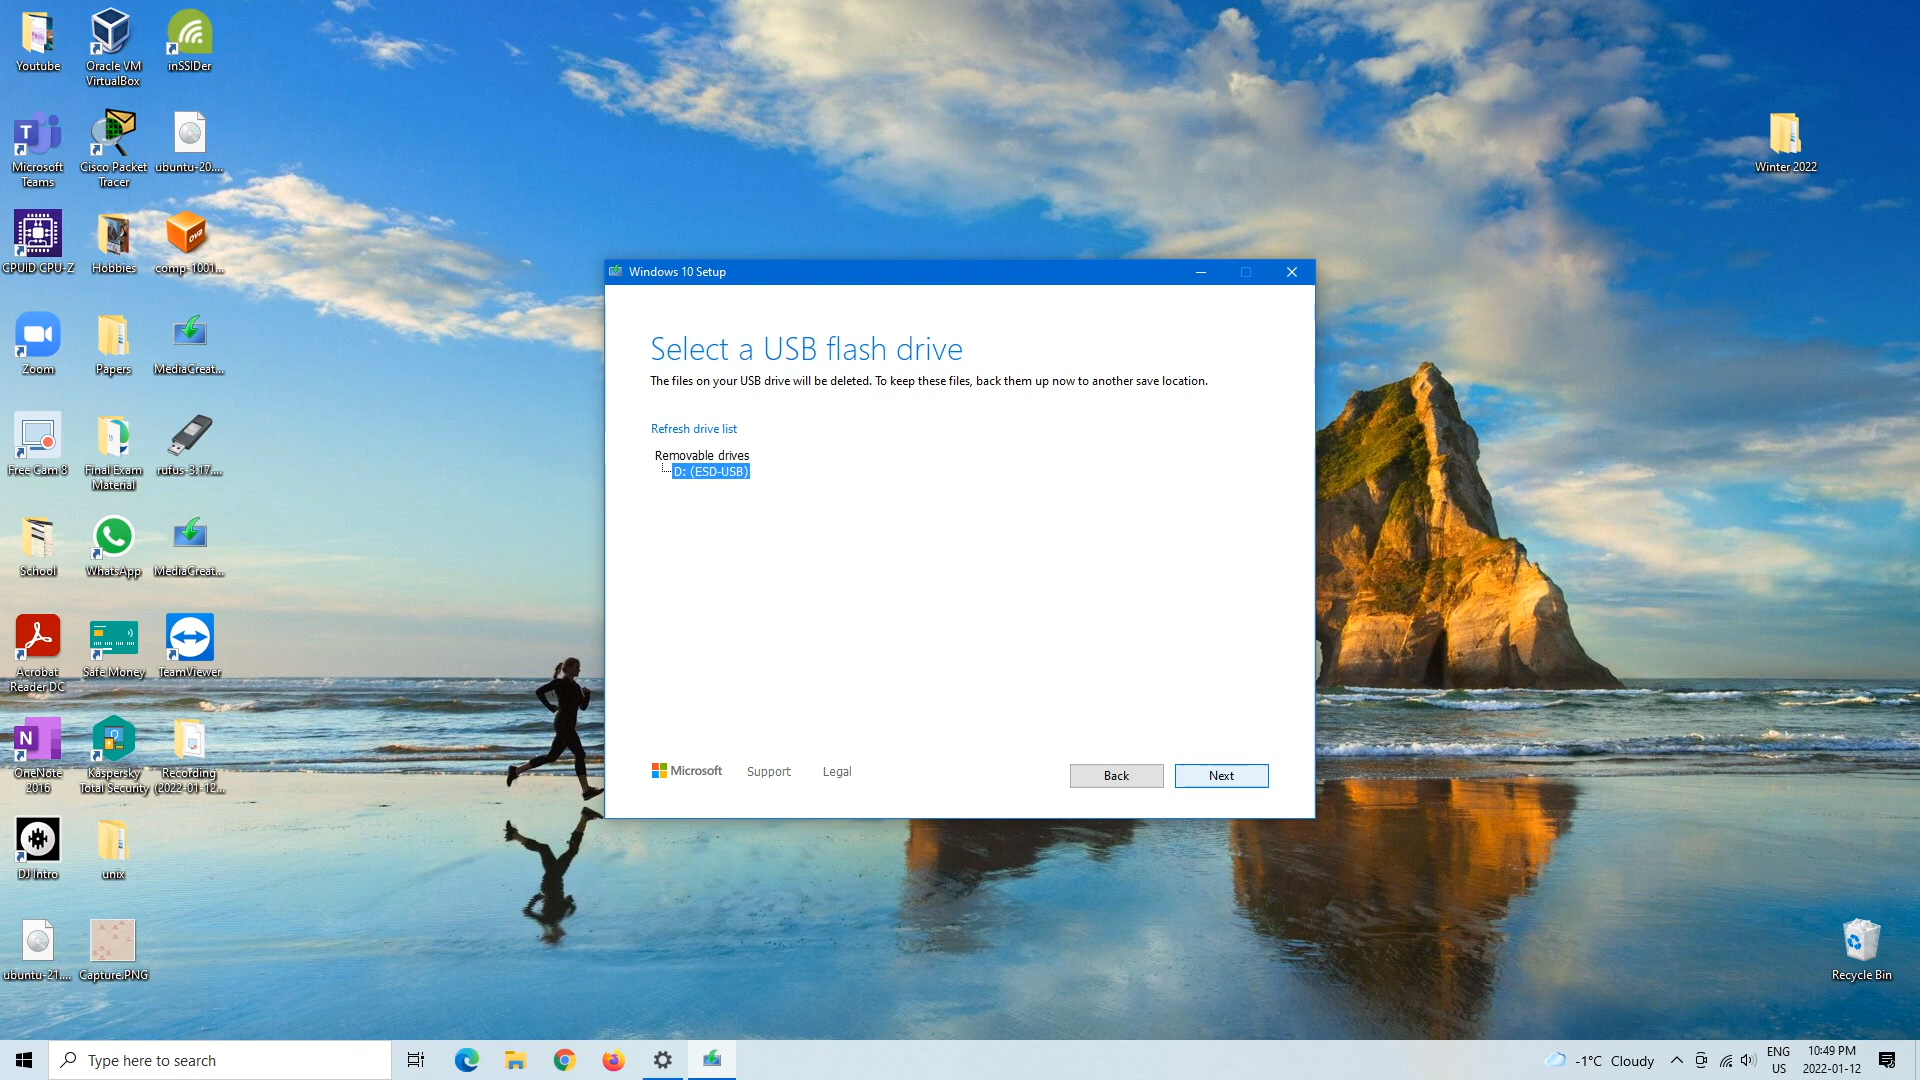 Youtube
Oracle VM
VirtualBox
inSSIDer
Microsoft
Teams
Cisco Packet
Tracer
ubuntu-20....
Winter 2022
CPUID CPU-Z
Hobbies
ova
comp-1001...
Zoom
Papers
MediaCreat...
Free Cam 8
Final Exam
Material
rufus-3.17....
School
WhatsApp
MediaCreat...
Acrobat
Reader DC
Safe Money
TeamViewer
OneNote
2016
Kaspersky
Total Security
Recording
(2022-01-12...
DJ Intro
unix
ubuntu-21....
Capture.PNG
Recycle Bin
Windows 10 Setup
Select a USB flash drive
The files on your USB drive will be deleted. To keep these files, back them up now to another save location.
Refresh drive list
Removable drives
D: (ESD-USB)
Microsoft
Support
Legal
Back
Next
Type here to search
-1°C Cloudy
ENG
US
10:49 PM
2022-01-12